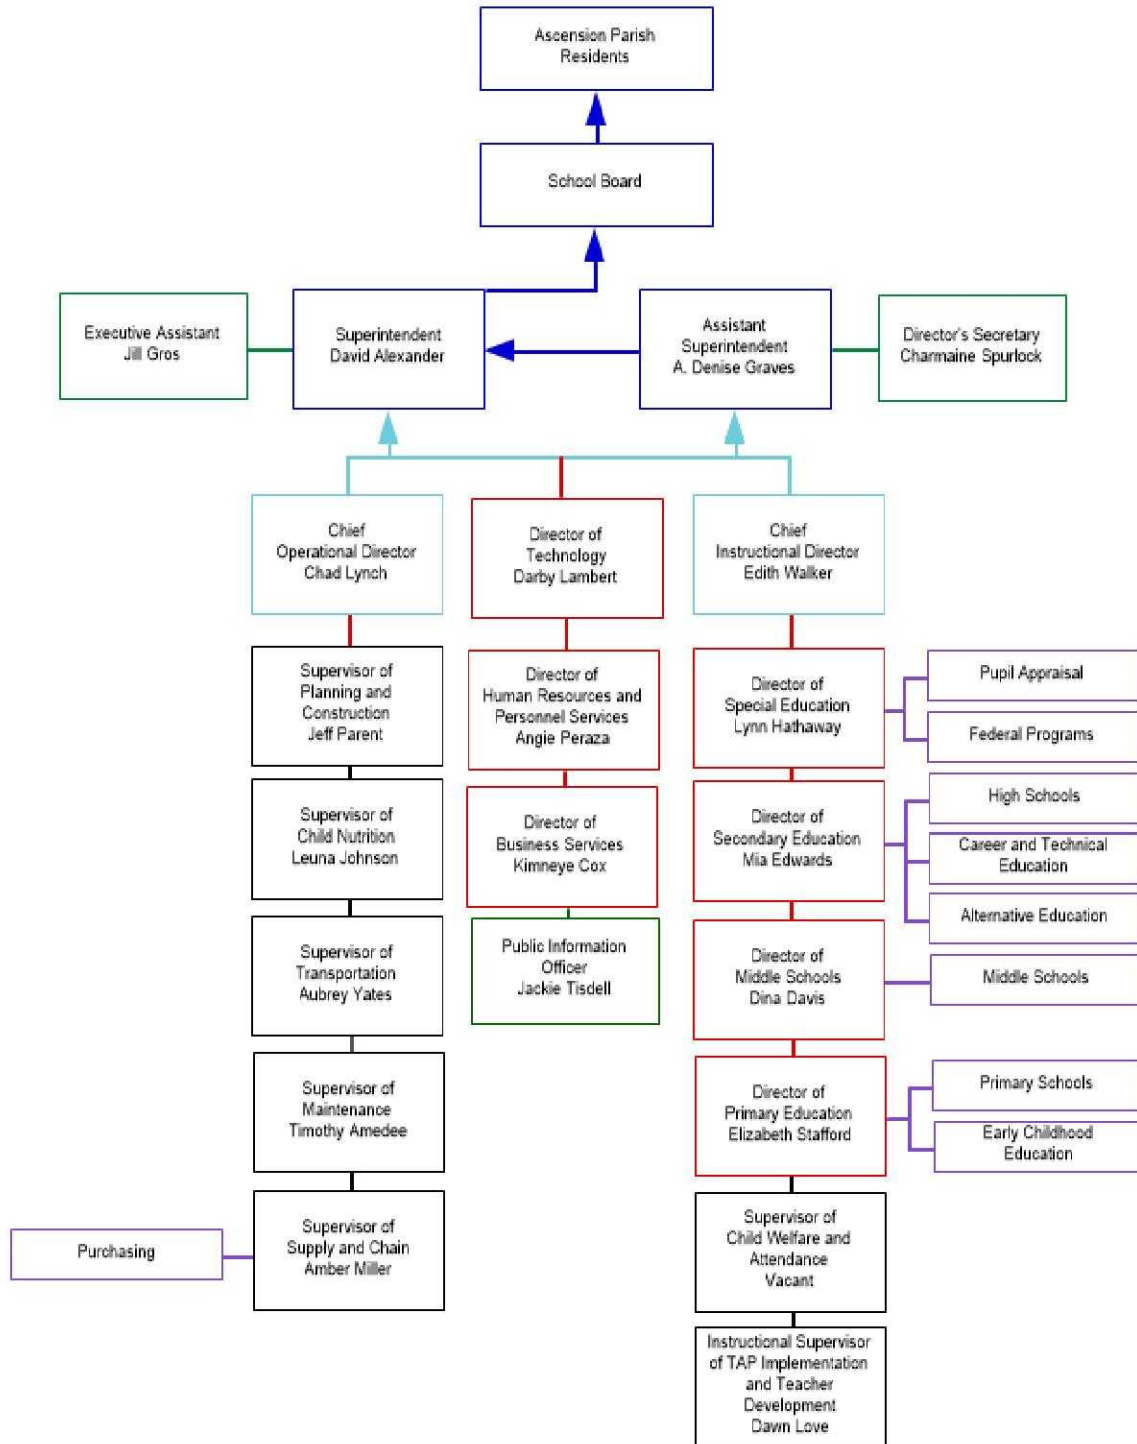 Ascension Parish
Residents
School Board
Executive Assistant
Jill Gros
Superintendent
David Alexander
Assistant
Superintendent
A. Denise Graves
Director's Secretary
Charmaine Spurlock
Chief
Operational Director
Chad Lynch
Director of
Technology
Darby Lambert
Chief
Instructional Director
Edith Walker
Supervisor of
Planning and
Construction
Jeff Parent
Director of
Human Resources and
Personnel Services
Angie Peraza
Director of
Special Education
Lynn Hathaway
Pupil Appraisal
Federal Programs
Supervisor of
Child Nutrition
Leuna Johnson
Director of
Business Services
Kimneye Cox
Director of
Secondary Education
Mia Edwards
High Schools
Career and Technical
Education
Alternative Education
Supervisor of
Transportation
Aubrey Yates
Public Information
Officer
Jackie Tisdell
Director of
Middle Schools
Dina Davis
Middle Schools
Supervisor of
Maintenance
Timothy Amedee
Director of
Primary Education
Elizabeth Stafford
Primary Schools
Early Childhood
Education
Purchasing
Supervisor of
Supply and Chain
Amber Miller
Supervisor of
Child Welfare and
Attendance
Vacant
Instructional Supervisor
of TAP Implementation
and Teacher
Development
Dawn Love